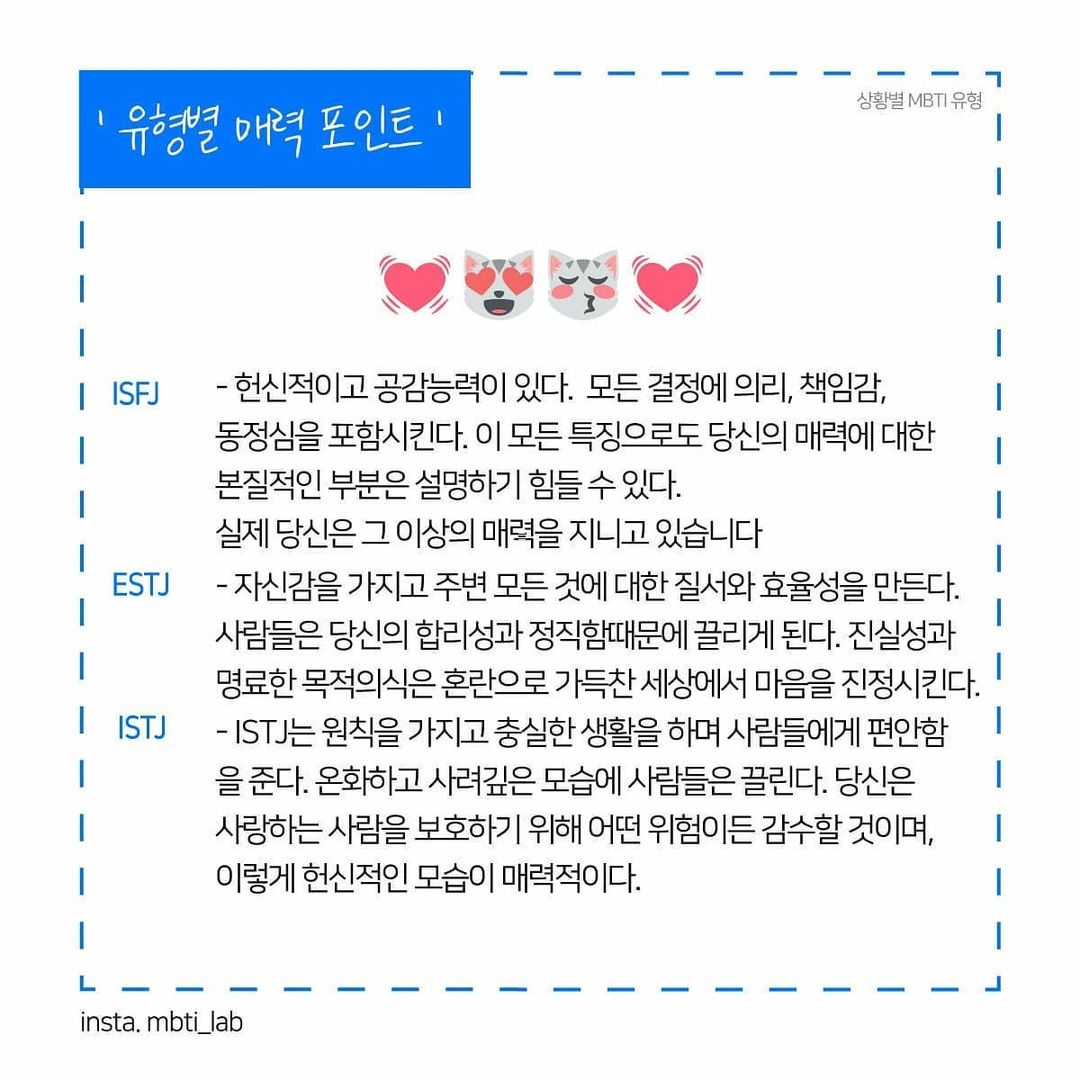 ' 유형별 매력 포인트 '
상황별 MBTI 유형
ISFJ - 헌신적이고 공감능력이 있다. 모든 결정에 의리, 책임감,
동정심을 포함시킨다. 이 모든 특징으로도 당신의 매력에 대한
본질적인 부분은 설명하기 힘들 수 있다.
실제 당신은 그 이상의 매력을 지니고 있습니다
ESTJ - 자신감을 가지고 주변 모든 것에 대한 질서와 효율성을 만든다.
사람들은 당신의 합리성과 정직함때문에 끌리게 된다. 진실성과
명료한 목적의식은 혼란으로 가득찬 세상에서 마음을 진정시킨다.
ISTJ - ISTJ는 원칙을 가지고 충실한 생활을 하며 사람들에게 편안함
을 준다. 온화하고 사려깊은 모습에 사람들은 끌린다. 당신은
사랑하는 사람을 보호하기 위해 어떤 위험이든 감수할 것이며,
이렇게 헌신적인 모습이 매력적이다.
insta. mbti_lab